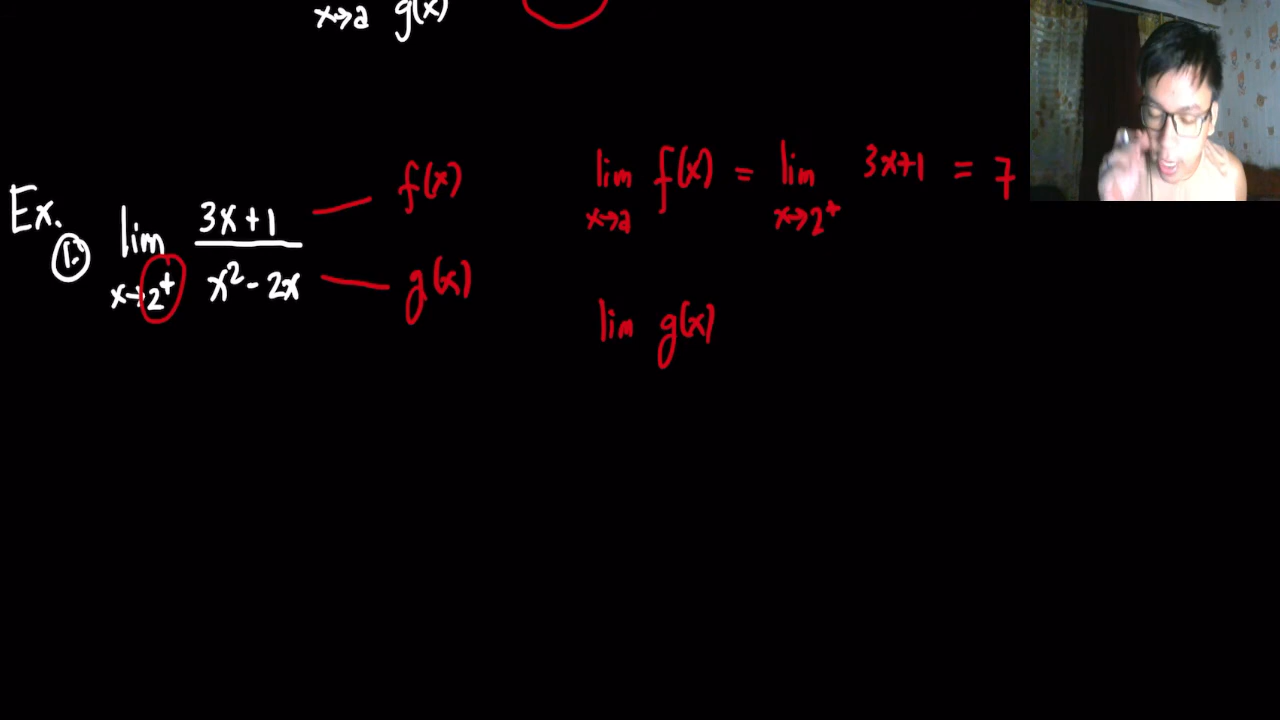 x→a g(x)
Ex.
1. lim x→2⁺ (3x+1)/(x²-2x)
f(x)
g(x)
lim x→a f(x) = lim x→2⁺ 3x+1 = 7
lim g(x)